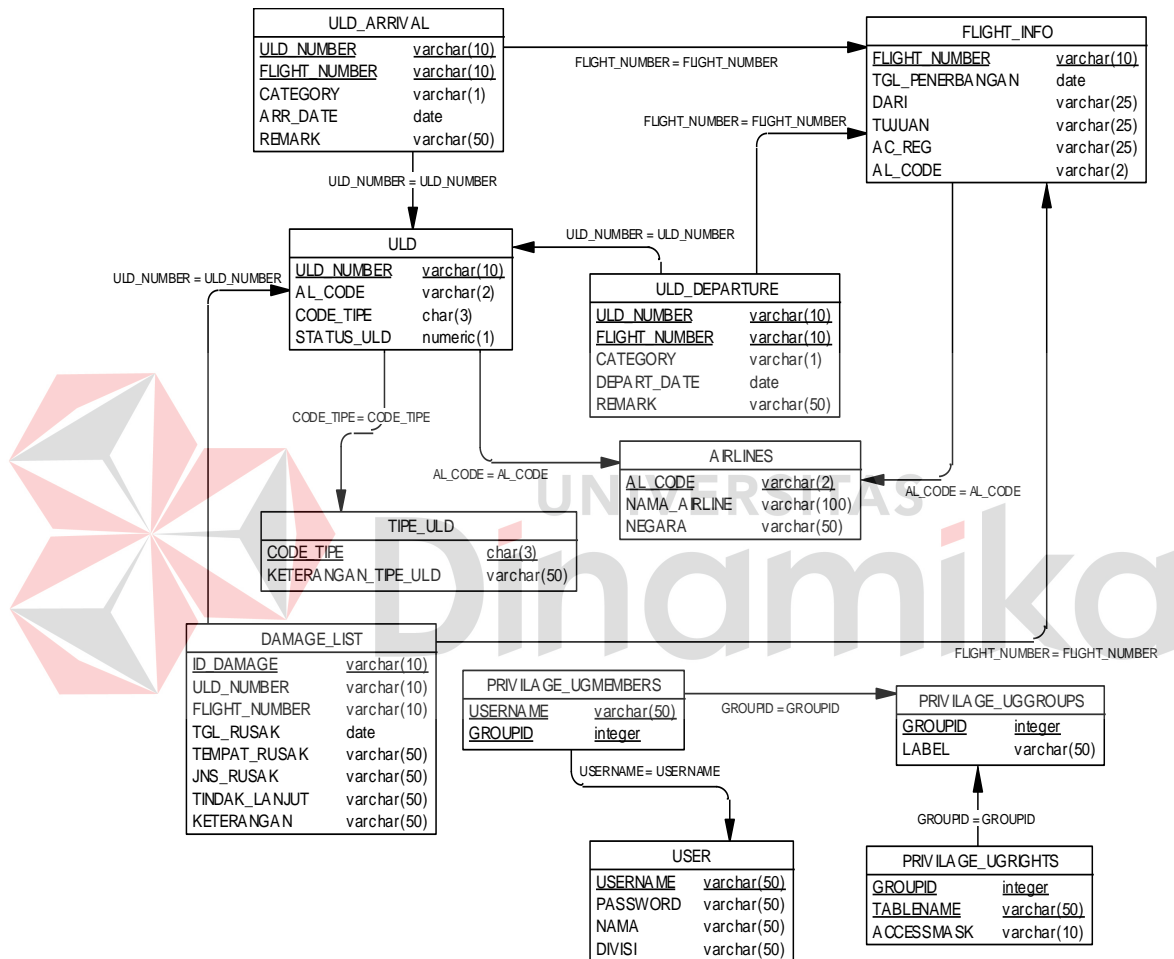 ULD_ARRIVAL
ULD_NUMBER varchar(10)
FLIGHT_NUMBER varchar(10)
CATEGORY varchar(1)
ARR_DATE date
REMARK varchar(50)
FLIGHT_NUMBER = FLIGHT_NUMBER
FLIGHT_INFO
FLIGHT_NUMBER varchar(10)
TGL_PENERBANGAN date
DARI varchar(25)
TUJUAN varchar(25)
AC_REG varchar(25)
AL_CODE varchar(2)
FLIGHT_NUMBER = FLIGHT_NUMBER
ULD_NUMBER = ULD_NUMBER
ULD
ULD_NUMBER varchar(10)
AL_CODE varchar(2)
CODE_TIPE char(3)
STATUS_ULD numeric(1)
ULD_NUMBER = ULD_NUMBER
ULD_NUMBER = ULD_NUMBER
ULD_DEPARTURE
ULD_NUMBER varchar(10)
FLIGHT_NUMBER varchar(10)
CATEGORY varchar(1)
DEPART_DATE date
REMARK varchar(50)
CODE_TIPE = CODE_TIPE
AL_CODE = AL_CODE
AIRLINES
AL_CODE varchar(2)
NAMA_AIRLINE varchar(100)
NEGARA varchar(50)
AL_CODE = AL_CODE
UNIVERSITAS
Dinamika
TIPE_ULD
CODE_TIPE char(3)
KETERANGAN_TIPE_ULD varchar(50)
DAMAGE_LIST
ID_DAMAGE varchar(10)
ULD_NUMBER varchar(10)
FLIGHT_NUMBER varchar(10)
TGL_RUSAK date
TEMPAT_RUSAK varchar(50)
JNS_RUSAK varchar(50)
TINDAK_LANJUT varchar(50)
KETERANGAN varchar(50)
FLIGHT_NUMBER = FLIGHT_NUMBER
PRIVILAGE_UGMEMBERS
USERNAME varchar(50)
GROUPID integer
GROUPID = GROUPID
PRIVILAGE_UGGROUPS
GROUPID integer
LABEL varchar(50)
USERNAME = USERNAME
GROUPID = GROUPID
USER
USERNAME varchar(50)
PASSWORD varchar(50)
NAMA varchar(50)
DIVISI varchar(50)
PRIVILAGE_UGRIGHTS
GROUPID integer
TABLENAME varchar(50)
ACCESSMASK varchar(10)